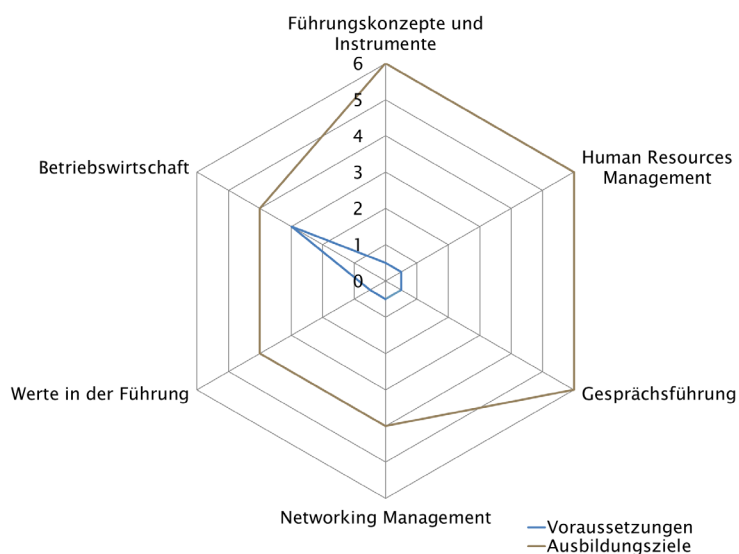 Führungskonzepte und
Instrumente
6
5
4
3
2
1
0
Betriebswirtschaft
Human Resources
Management
Werte in der Führung
Gesprächsführung
Networking Management
Voraussetzungen
Ausbildungsziele